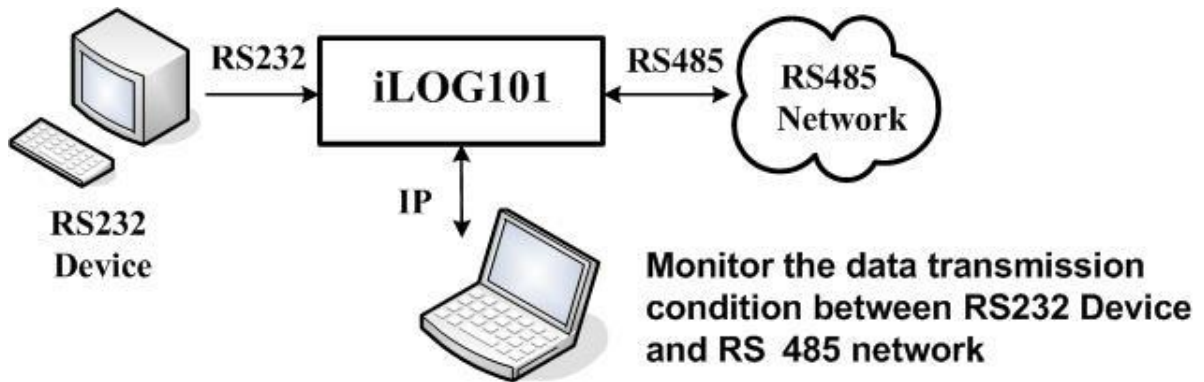 RS232
iLOG101
RS485
RS485
Network
IP
RS232
Device
Monitor the data transmission
condition between RS232 Device
and RS 485 network